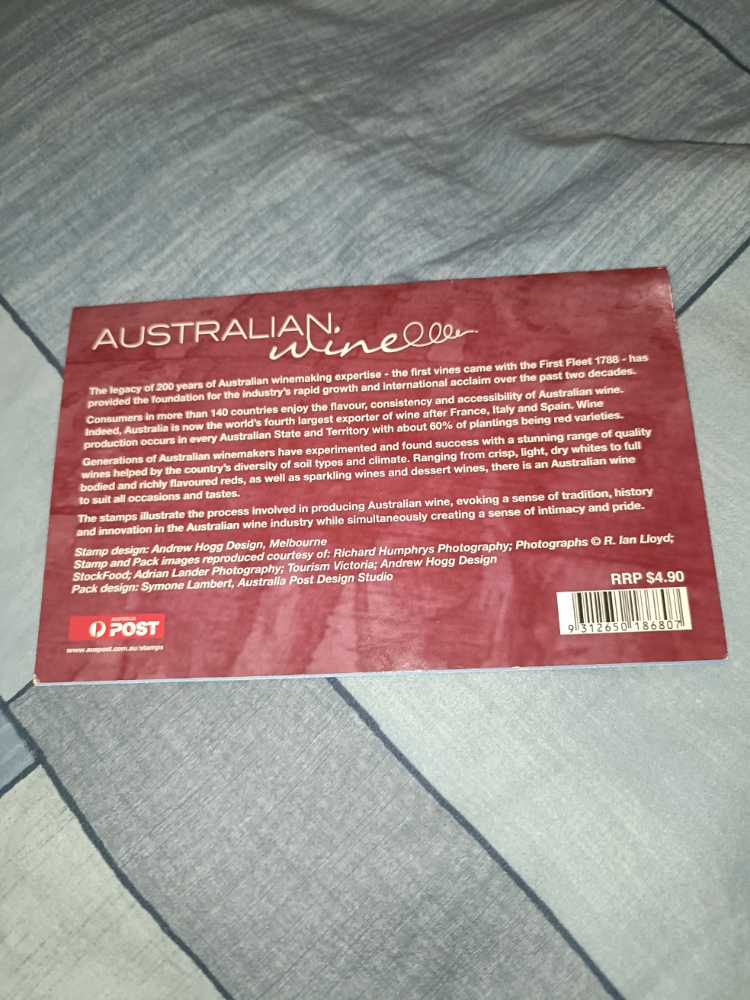 AUSTRALIAN
wine
The legacy of 200 years of Australian winemaking expertise - the first vines came with the First Fleet 1788 - has
provided the foundation for the industry's rapid growth and international acclaim over the past two decades.
Consumers in more than 140 countries enjoy the flavour, consistency and accessibility of Australian wine.
Indeed, Australia is now the world's fourth largest exporter of wine after France, Italy and Spain. Wine
production occurs in every Australian State and Territory with about 60% of plantings being red varieties.
Generations of Australian winemakers have experimented and found success with a stunning range of quality
wines helped by the country's diversity of soil types and climate. Ranging from crisp, light, dry whites to full
bodied and richly flavoured reds, as well as sparkling wines and dessert wines, there is an Australian wine
to suit all occasions and tastes.
The stamps illustrate the process involved in producing Australian wine, evoking a sense of tradition, history
and innovation in the Australian wine industry while simultaneously creating a sense of intimacy and pride.
Stamp design: Andrew Hogg Design, Melbourne
Stamp and Pack images reproduced courtesy of: Richard Humphrys Photography; Photographs © R. Ian Lloyd;
StockFood; Adrian Lander Photography; Tourism Victoria; Andrew Hogg Design
Pack design: Symone Lambert, Australia Post Design Studio
RRP $4.90
9 312650 186807
AUSTRALIA
POST
www.auspost.com.au/stamps